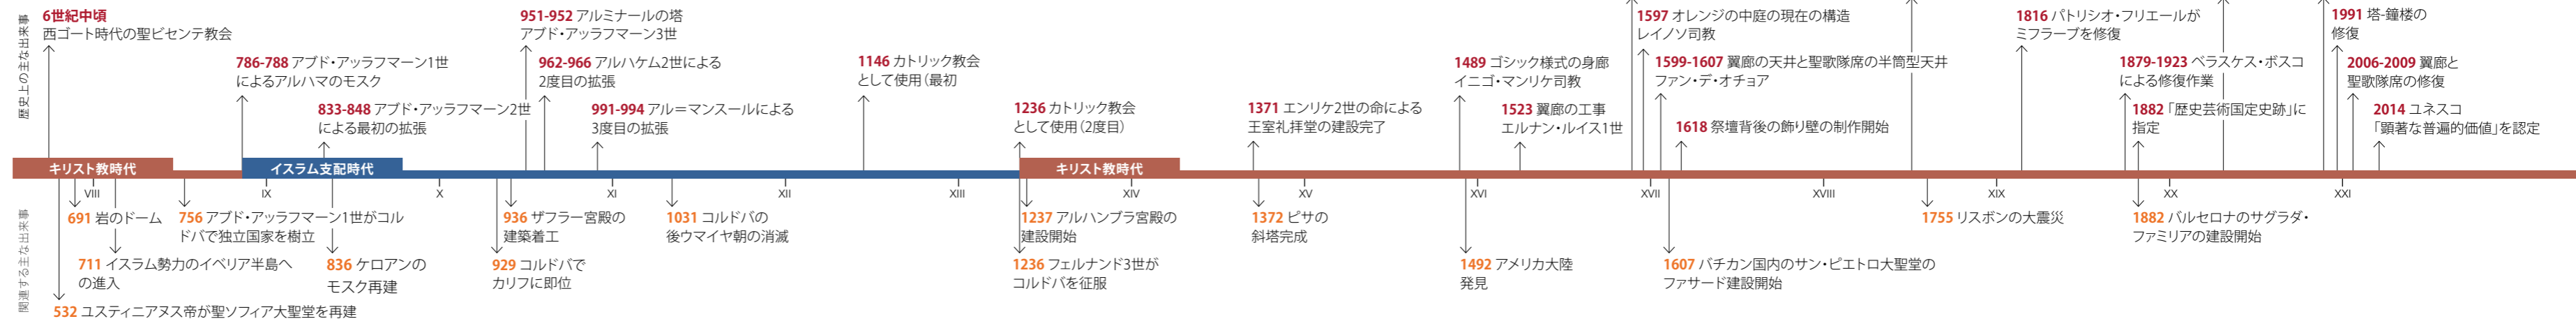 歴史上の主な出来事
6世紀中頃
西ゴート時代の聖ビセンテ教会
786-788 アブド・アッラフマーン1世
によるアルハマのモスク
833-848 アブド・アッラフマーン2世
による最初の拡張
951-952 アルミナールの塔
アブド・アッラフマーン3世
962-966 アルハケム2世による
2度目の拡張
991-994 アル=マンスールによる
3度目の拡張
1146 カトリック教会
として使用（最初
1236 カトリック教会
として使用（2度目）
1371 エンリケ2世の命による
王室礼拝堂の建設完了
1489 ゴシック様式の身廊
イニゴ・マンリケ司教
1523 翼廊の工事
エルナン・ルイス1世
1597 オレンジの中庭の現在の構造
レイノソ司教
1599-1607 翼廊の天井と聖歌隊席の半筒型天井
ファン・デ・オチョア
1618 祭壇背後の飾り壁の制作開始
1816 パトリシオ・フリエールが
ミフラーブを修復
1879-1923 ベラスケス・ボスコ
による修復作業
1882 「歴史芸術国定史跡」に
指定
1991 塔-鐘楼の
修復
2006-2009 翼廊と
聖歌隊席の修復
2014 ユネスコ
「顕著な普遍的価値」を認定
キリスト教時代
イスラム支配時代
キリスト教時代
VIII
IX
X
XI
XII
XIII
XIV
XV
XVI
XVII
XVIII
XIX
XX
XXI
関連する主な出来事
691 岩のドーム
711 イスラム勢力のイベリア半島へ
の進入
532 ユスティニアヌス帝が聖ソフィア大聖堂を再建
756 アブド・アッラフマーン1世がコル
ドバで独立国家を樹立
836 ケロアンの
モスク再建
936 ザフラー宮殿の
建築着工
929 コルドバで
カリフに即位
1031 コルドバの
後ウマイヤ朝の消滅
1237 アルハンブラ宮殿の
建設開始
1236 フェルナンド3世が
コルドバを征服
1372 ピサの
斜塔完成
1492 アメリカ大陸
発見
1607 バチカン国内のサン・ピエトロ大聖堂の
ファサード建設開始
1755 リスボンの大震災
1882 バルセロナのサグラダ・
ファミリアの建設開始